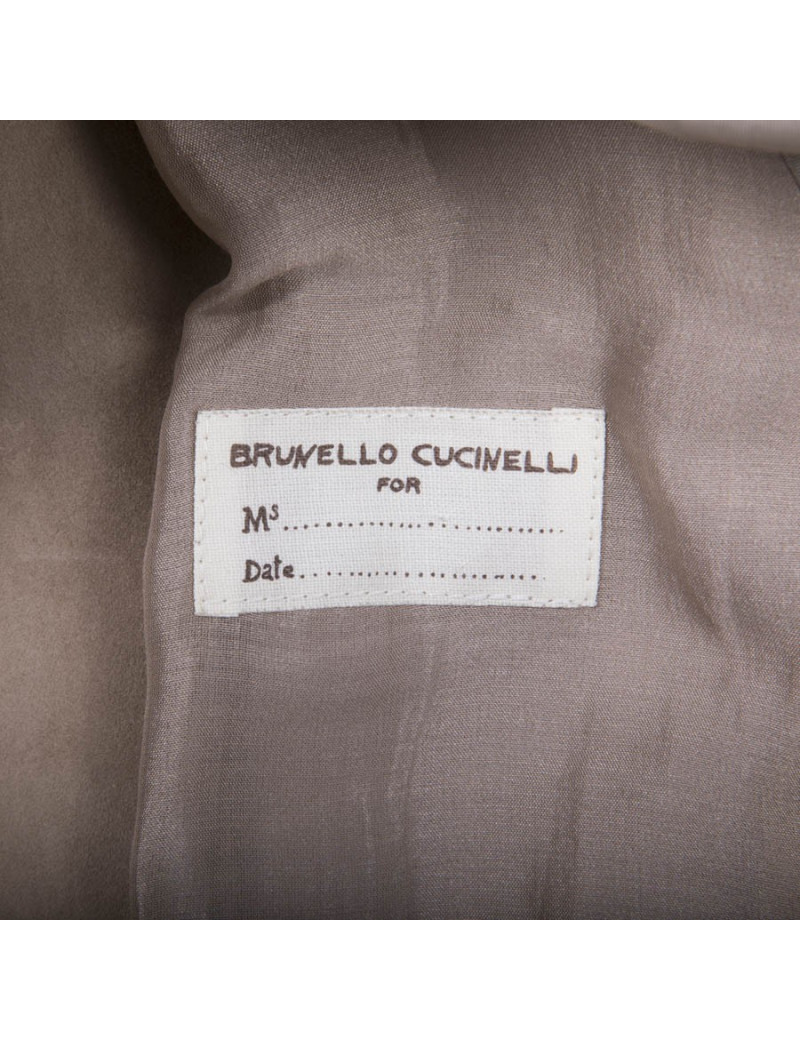 BRUNELLO CUCINELLI
FOR
Ms.............................
Date.........................